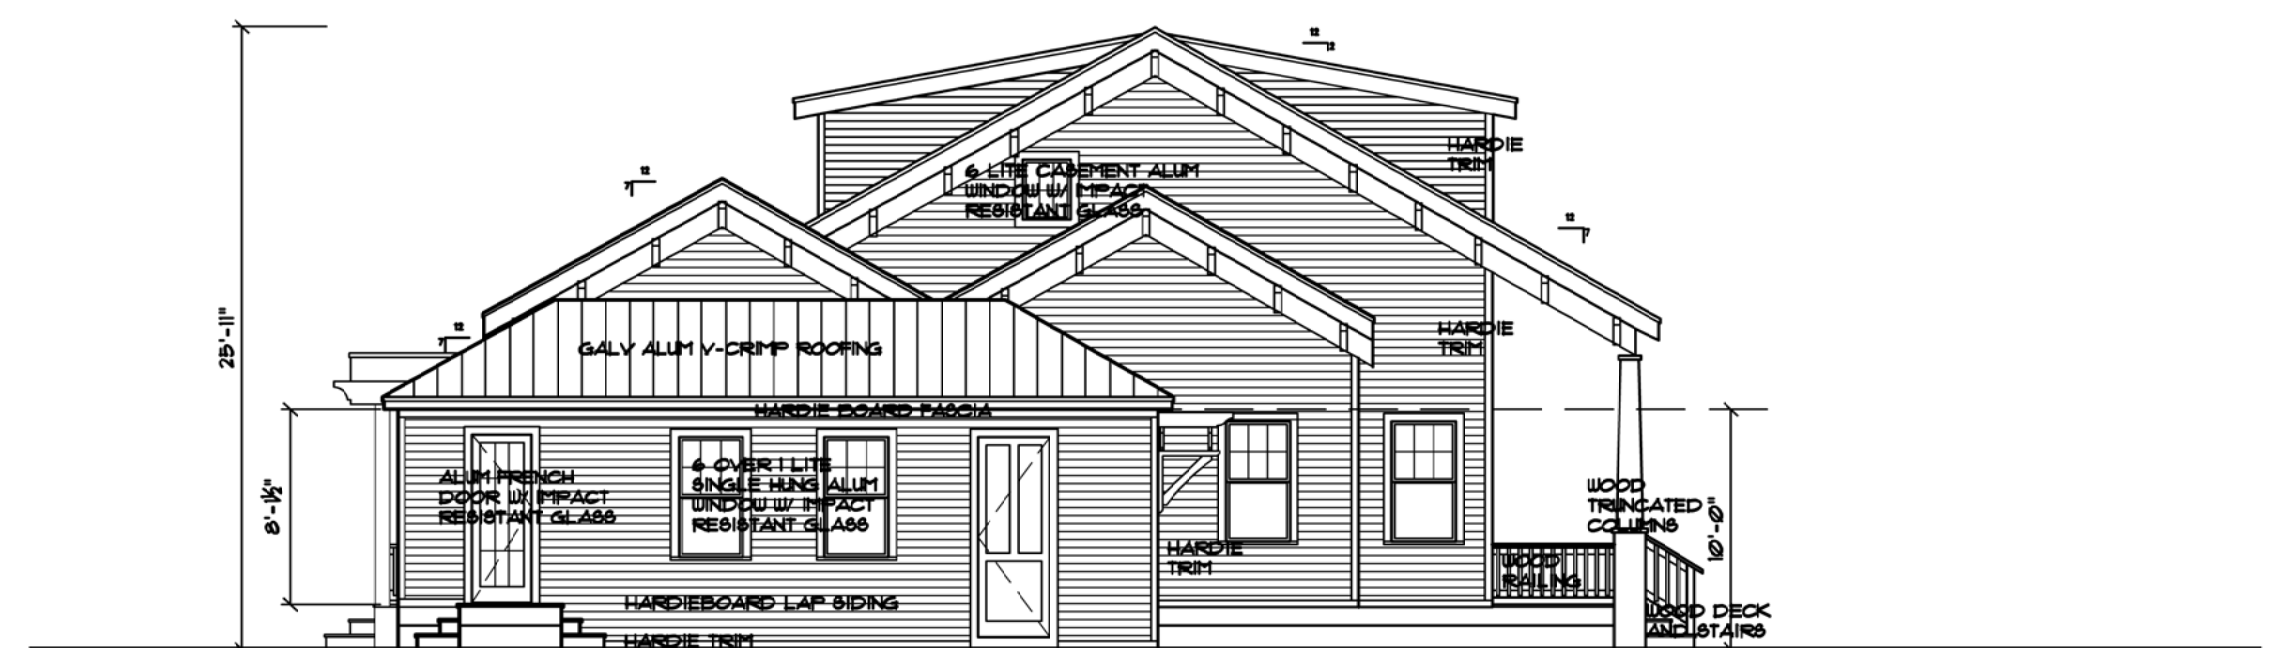 12
2
HARDIE
TRIM
12
7
6 LITE CASEMENT ALUM
WINDOW W/ IMPACT
RESISTANT GLASS
12
7
25'-11"
12
7
GALV ALUM V-CRIMP ROOFING
HARDIE
TRIM
HARDIE BOARD FASCIA
8'-1½"
ALUM FRENCH
DOOR W/ IMPACT
RESISTANT GLASS
6 OVER 1 LITE
SINGLE HUNG ALUM
WINDOW W/ IMPACT
RESISTANT GLASS
WOOD
TRUNCATED
COLUMNS
10'-0"
HARDIE
TRIM
WOOD
RAILING
HARDIEBOARD LAP SIDING
WOOD DECK
AND STAIRS
HARDIE TRIM